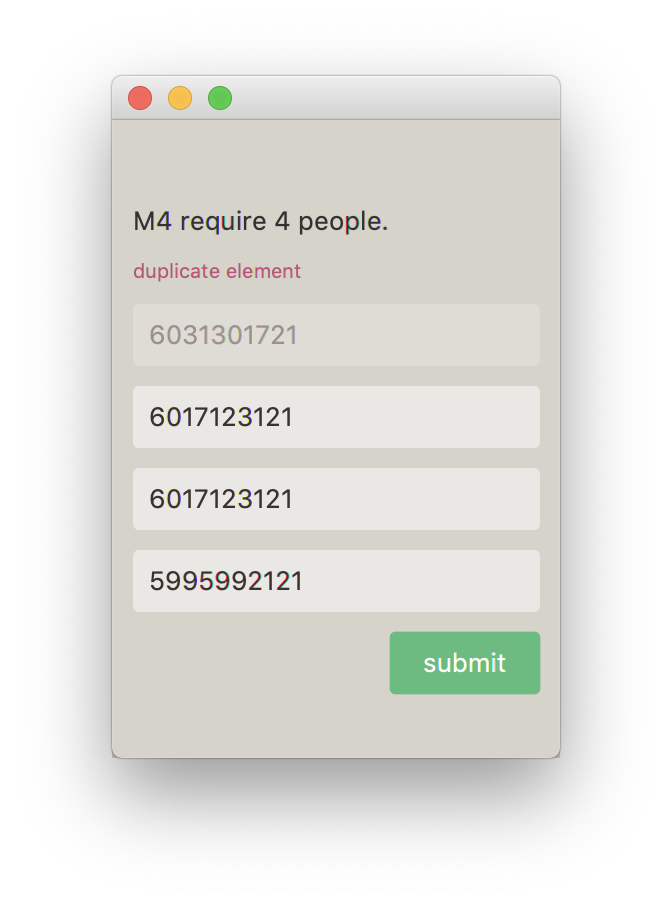 M4 require 4 people.
duplicate element
6031301721
6017123121
6017123121
5995992121
submit